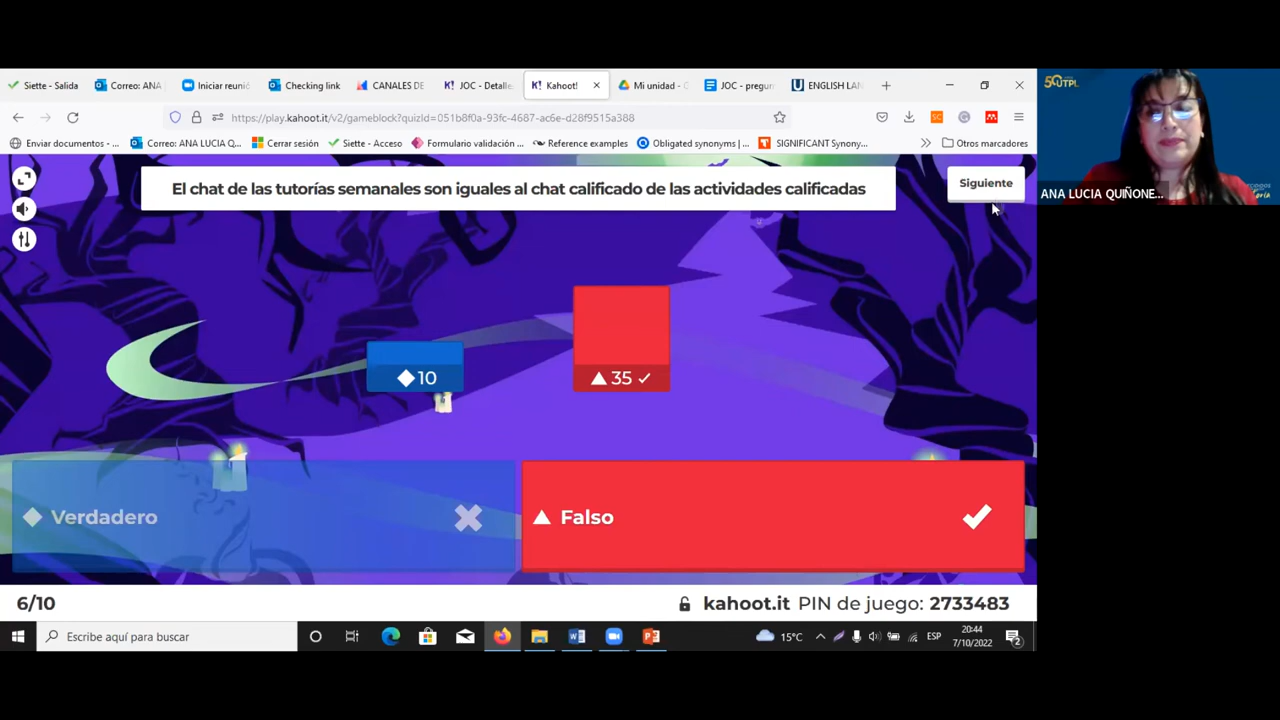 Siette - Salida
Correo: ANA
Iniciar reunió
Checking link
CANALES DE
JOC - Detalle
Kahoot!
Mi unidad - G
JOC - pregun
ENGLISH LAN
https://play.kahoot.it/v2/gameblock?quizId=051b8f0a-93fc-4687-ac6e-d28f9515a388
Enviar documentos - ...
Correo: ANA LUCIA Q...
Cerrar sesión
Siette - Acceso
Formulario validación ...
Reference examples
Obligated synonyms | ...
SIGNIFICANT Synony...
Otros marcadores
El chat de las tutorías semanales son iguales al chat calificado de las actividades calificadas
Siguiente
50 UTPL
ANA LUCIA QUIÑONE...
10
35
Verdadero
Falso
6/10
kahoot.it PIN de juego: 2733483
Escribe aquí para buscar
15°C
ESP
20:44
7/10/2022
2